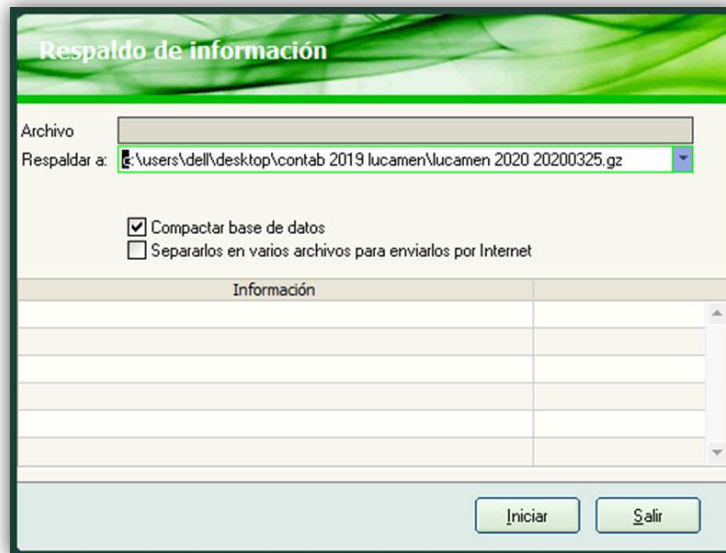 Respaldo de información
Archivo
Respaldar a: c:\users\dell\desktop\contab 2019 lucamen\lucamen 2020 20200325.gz
Compactar base de datos
Separarlos en varios archivos para enviarlos por Internet
Información
Iniciar Salir